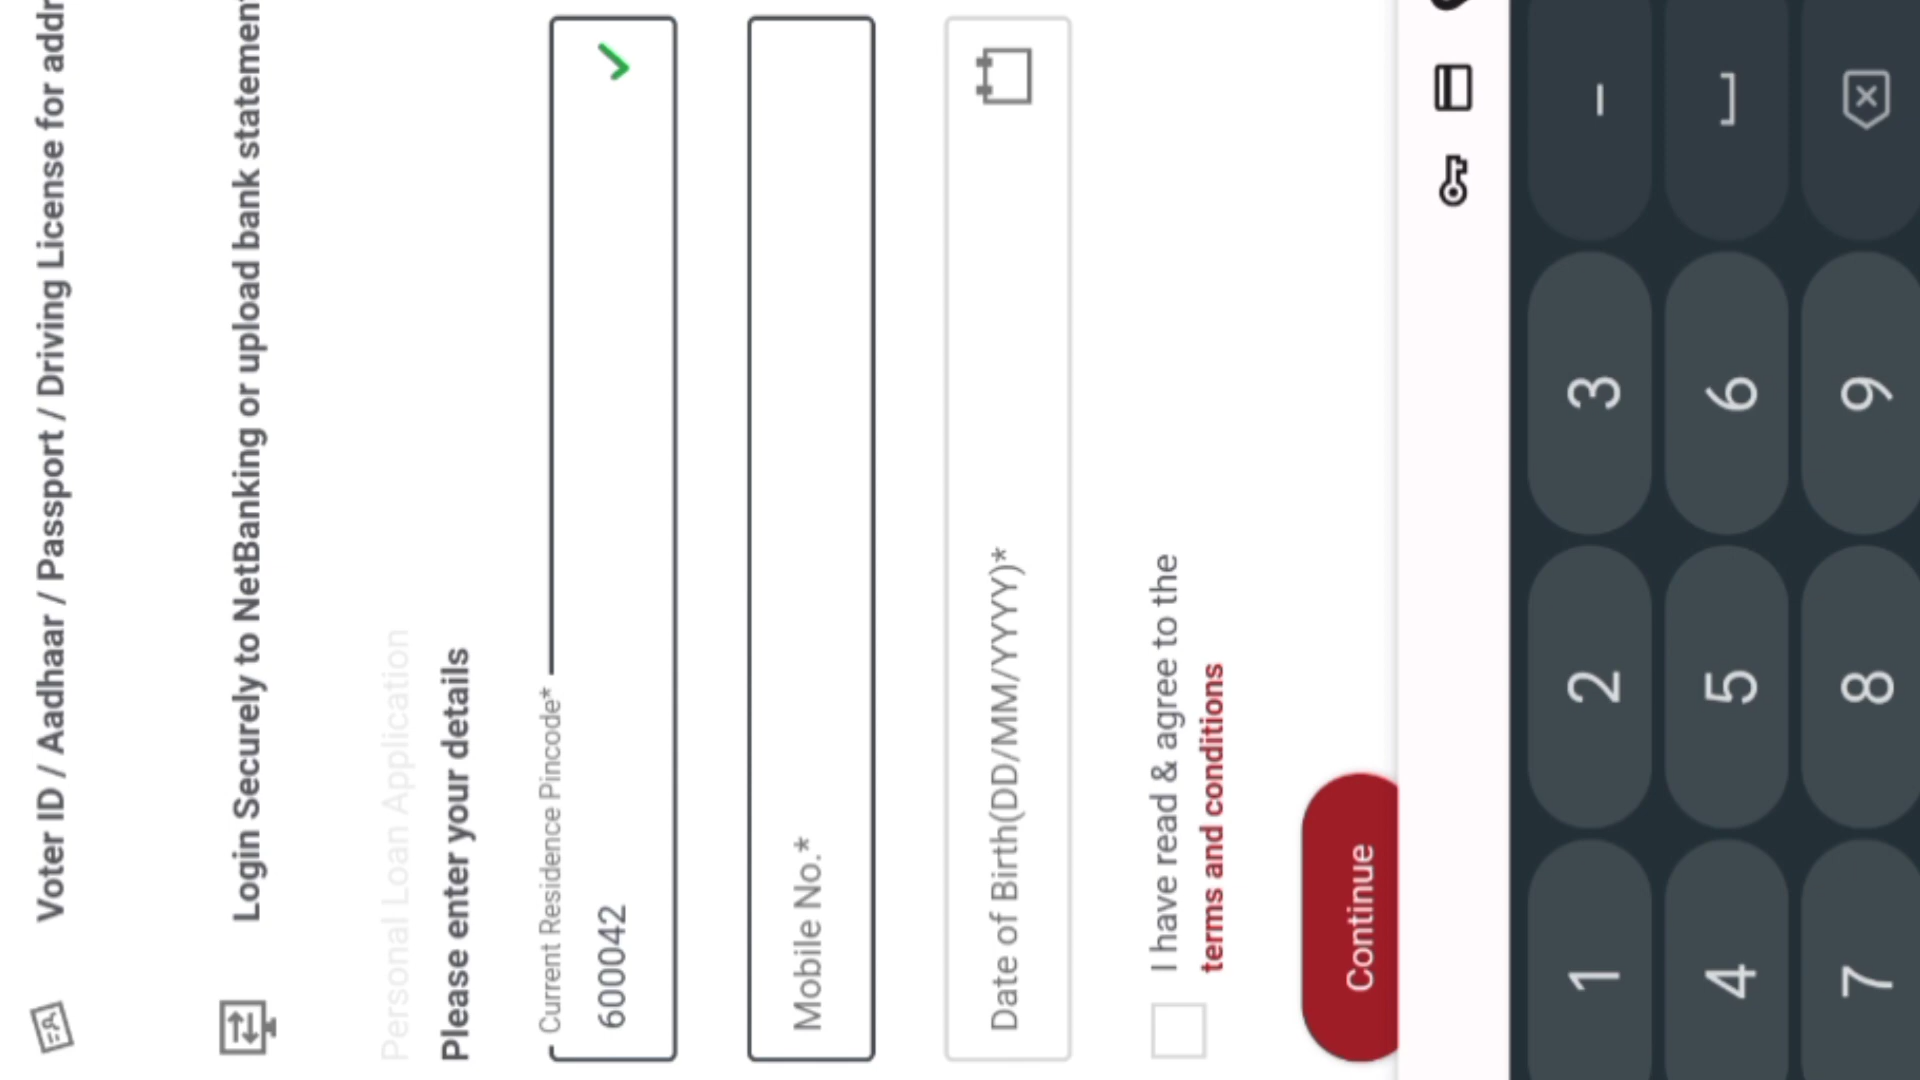 Voter ID / Aadhaar / Passport / Driving License for addr
Login Securely to NetBanking or upload bank statemen
Personal Loan Application
Please enter your details
Current Residence Pincode*
600042
Mobile No.*
Date of Birth(DD/MM/YYYY)*
I have read & agree to the
terms and conditions
Continue
1 2 3 –
4 5 6
7 8 9